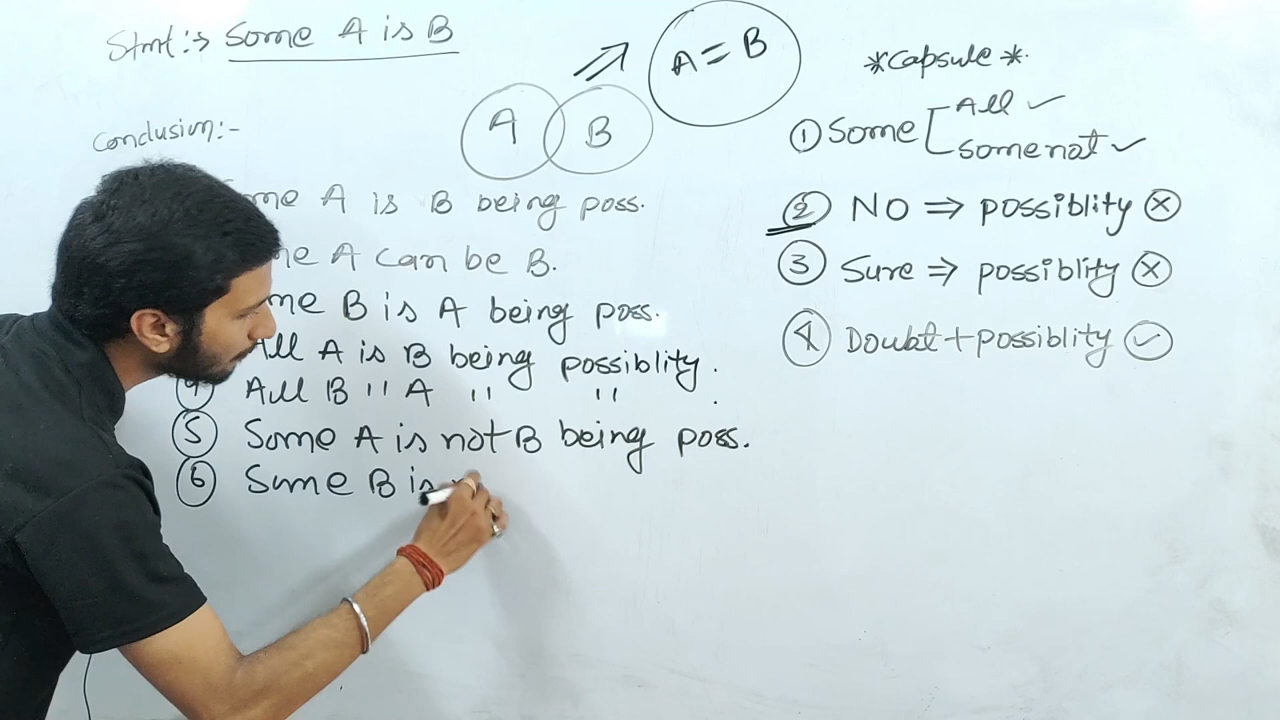 Stmt:→ Some A is B
A = B
A B
Conclusion:-
me A is B being poss.
me A can be B.
me B is A being poss.
All A is B being possiblity.
④ All B " A " " .
⑤ Some A is not B being poss.
⑥ Some B is
*Capsule*
① Some [ All ✓
some not ✓
② NO ⇒ possiblity ⊗
③ Sure ⇒ possiblity ⊗
④ Doubt + possiblity ✓